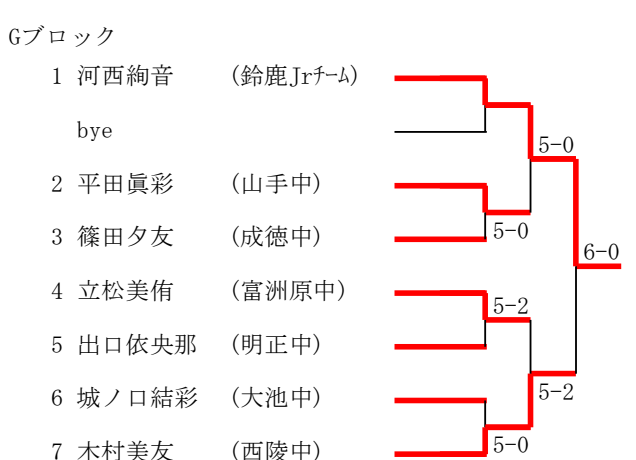 Gブロック
1 河西絢音 (鈴鹿Jrチーム)
bye
5-0
2 平田眞彩 (山手中)
3 篠田夕友 (成徳中) 5-0
6-0
4 立松美侑 (富洲原中) 5-2
5 出口依央那 (明正中)
6 城ノ口結彩 (大池中) 5-2
7 木村美友 (西陵中) 5-0